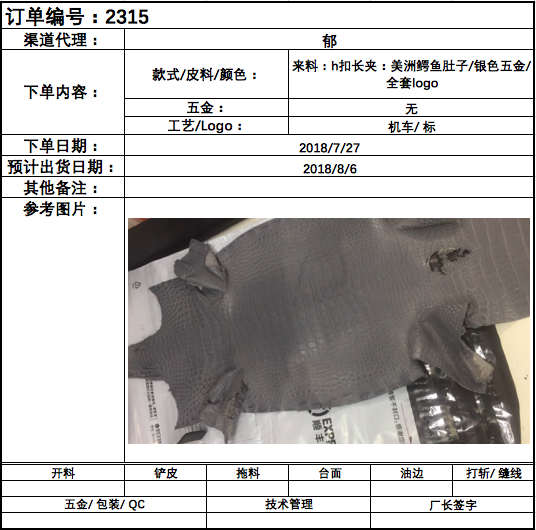 订单编号：2315
渠道代理：
郁
下单内容：
款式/皮料/颜色：
来料：h扣长夹：美洲鳄鱼肚子/银色五金/
全套logo
五金：
无
工艺/Logo：
机车/ 标
下单日期：
2018/7/27
预计出货日期：
2018/8/6
其他备注：
参考图片：
顺丰
EXPR
开料
铲皮
拖料
台面
油边
打斩/ 缝线
五金/ 包装/ QC
技术管理
厂长签字